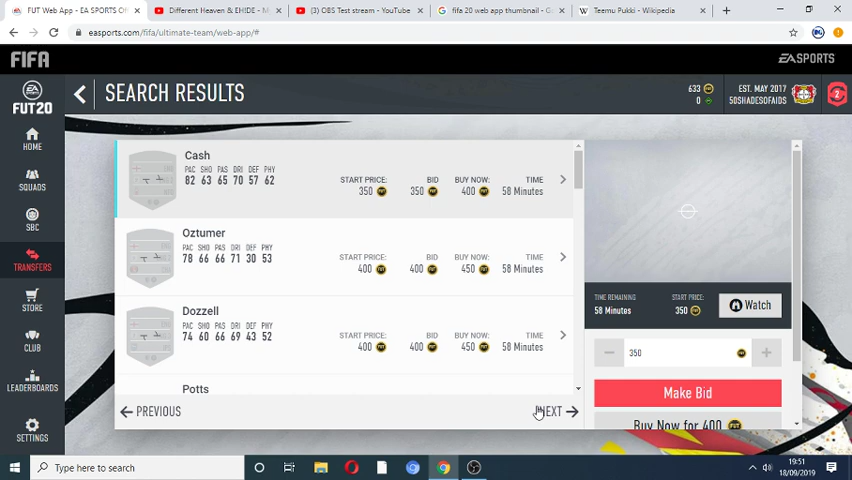 FUT Web App - EA SPORTS Of
Different Heaven & EH!DE - M
(3) OBS Test stream - YouTube
fifa 20 web app thumbnail - G
Teemu Pukki - Wikipedia
easports.com/fifa/ultimate-team/web-app/#
FIFA
EA SPORTS
FUT20
SEARCH RESULTS
633
0
EST. MAY 2017
50SHADESOFAIDS
2
HOME
SQUADS
SBC
TRANSFERS
STORE
CLUB
LEADERBOARDS
SETTINGS
Cash
PAC SHO PAS DRI DEF PHY
82 63 65 70 57 62
START PRICE: BID BUY NOW: TIME
350 350 400 58 Minutes
Oztumer
PAC SHO PAS DRI DEF PHY
78 66 66 71 30 53
START PRICE: BID BUY NOW: TIME
400 400 450 58 Minutes
Dozzell
PAC SHO PAS DRI DEF PHY
74 60 66 69 43 52
START PRICE: BID BUY NOW: TIME
400 400 450 58 Minutes
Potts
PREVIOUS
NEXT
TIME REMAINING
58 Minutes
START PRICE:
350
Watch
350
Make Bid
Buy Now for 400
Type here to search
19:51
18/09/2019